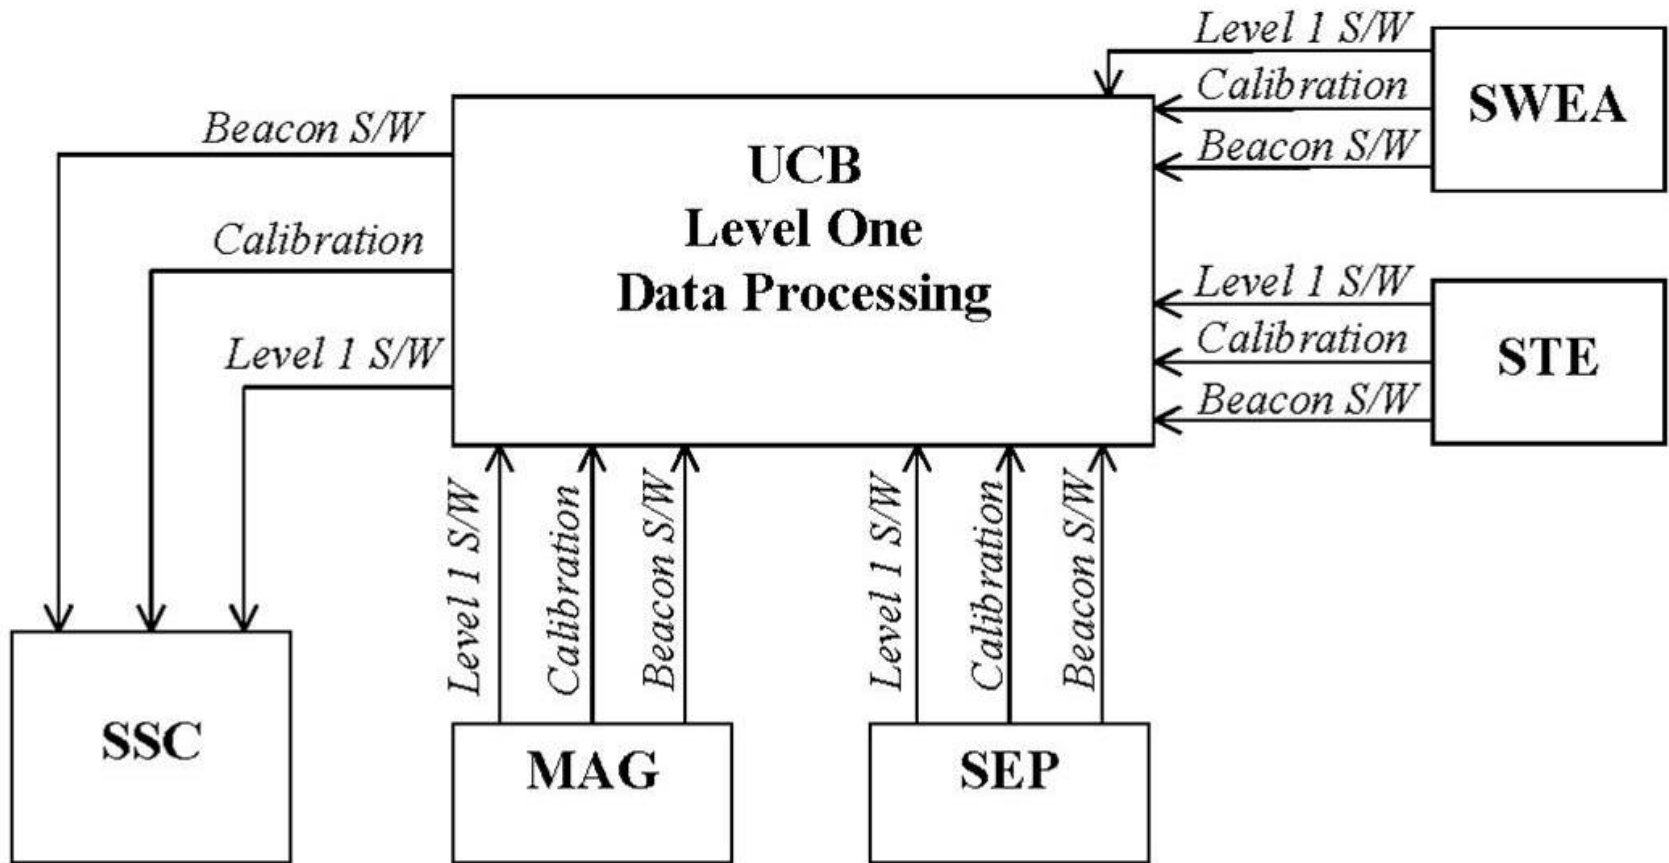 Level 1 S/W
Calibration
Beacon S/W
SWEA
Beacon S/W
Calibration
Level 1 S/W
UCB
Level One
Data Processing
Level 1 S/W
Calibration
Beacon S/W
STE
Level 1 S/W
Calibration
Beacon S/W
Level 1 S/W
Calibration
Beacon S/W
SSC
MAG
SEP